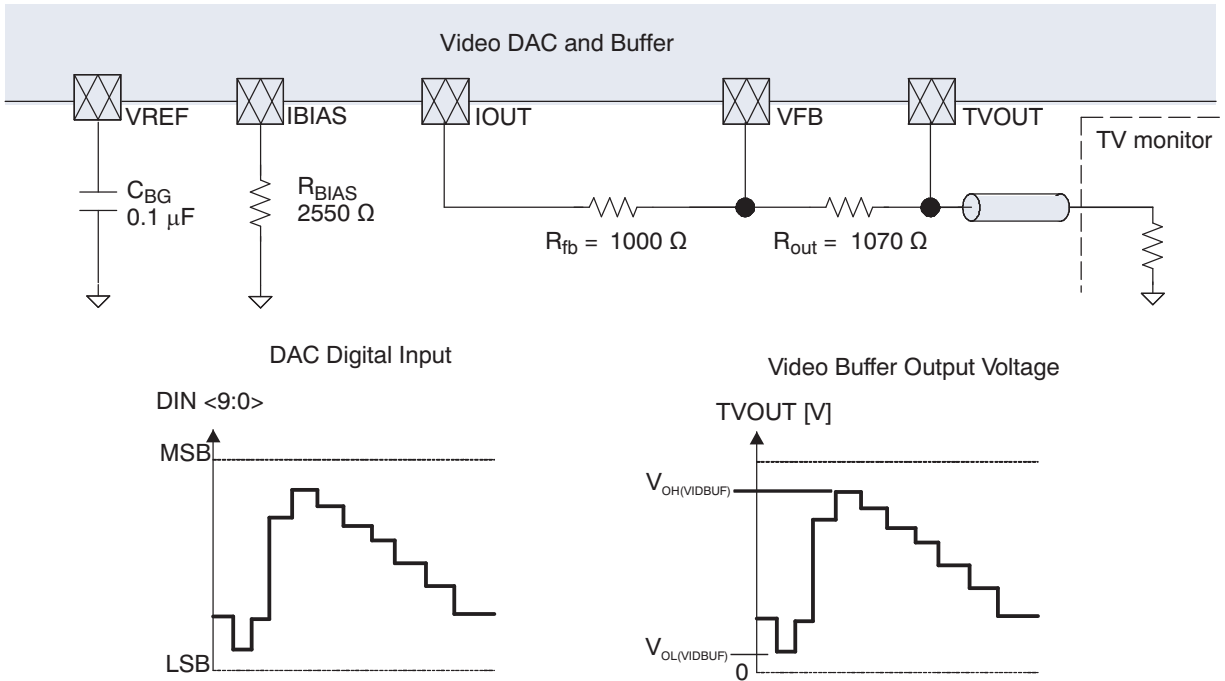 Video DAC and Buffer
VREF
IBIAS
IOUT
VFB
TVOUT
TV monitor
C_BG
0.1 μF
R_BIAS
2550 Ω
R_fb = 1000 Ω
R_out = 1070 Ω
DAC Digital Input
Video Buffer Output Voltage
DIN <9:0>
TVOUT [V]
MSB
V_OH(VIDBUF)
V_OL(VIDBUF)
LSB
0